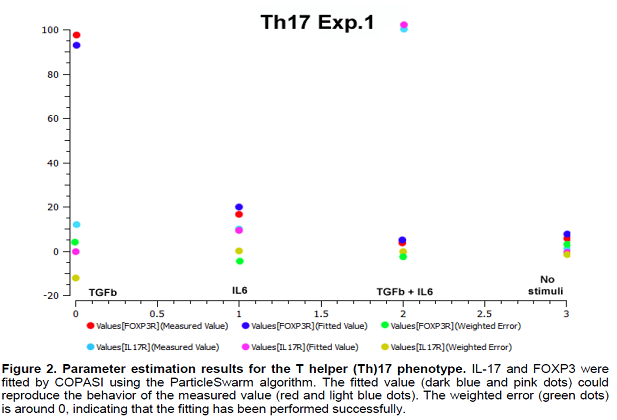 Th17 Exp.1
100
80
60
40
20
0
-20
TGFb
IL6
TGFb + IL6
No
stimuli
0 0.5 1 1.5 2 2.5 3
Values[FOXP3R](Measured Value) Values[FOXP3R](Fitted Value) Values[FOXP3R](Weighted Error)
Values[IL17R](Measured Value) Values[IL17R](Fitted Value) Values[IL17R](Weighted Error)
Figure 2. Parameter estimation results for the T helper (Th)17 phenotype. IL-17 and FOXP3 were
fitted by COPASI using the ParticleSwarm algorithm. The fitted value (dark blue and pink dots) could
reproduce the behavior of the measured value (red and light blue dots). The weighted error (green dots)
is around 0, indicating that the fitting has been performed successfully.